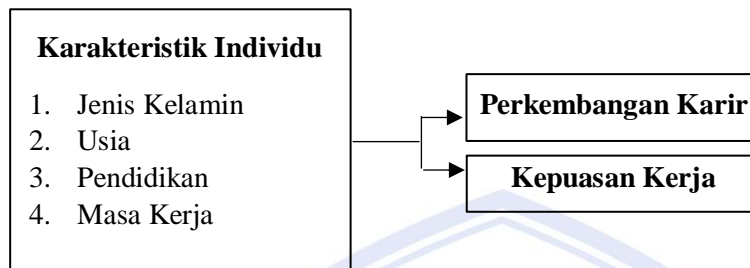 Karakteristik Individu
1. Jenis Kelamin
2. Usia
3. Pendidikan
4. Masa Kerja
Perkembangan Karir
Kepuasan Kerja